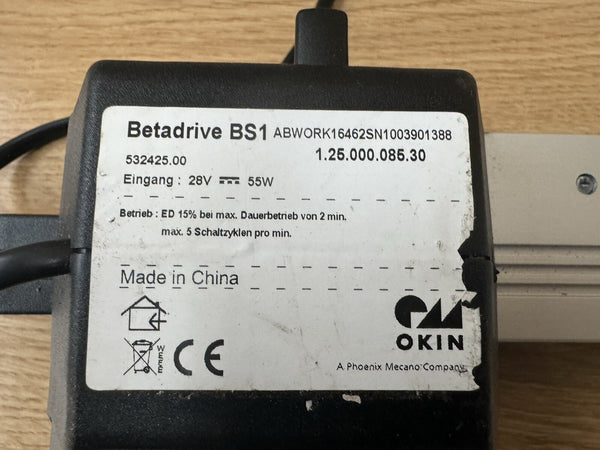 Betadrive BS1 ABWORK16462SN1003901388
532425.00 1.25.000.085.30
Eingang : 28V ⎓ 55W
Betrieb : ED 15% bei max. Dauerbetrieb von 2 min.
max. 5 Schaltzyklen pro min.
Made in China
WEEE
CE
OKIN
A Phoenix Mecano Company